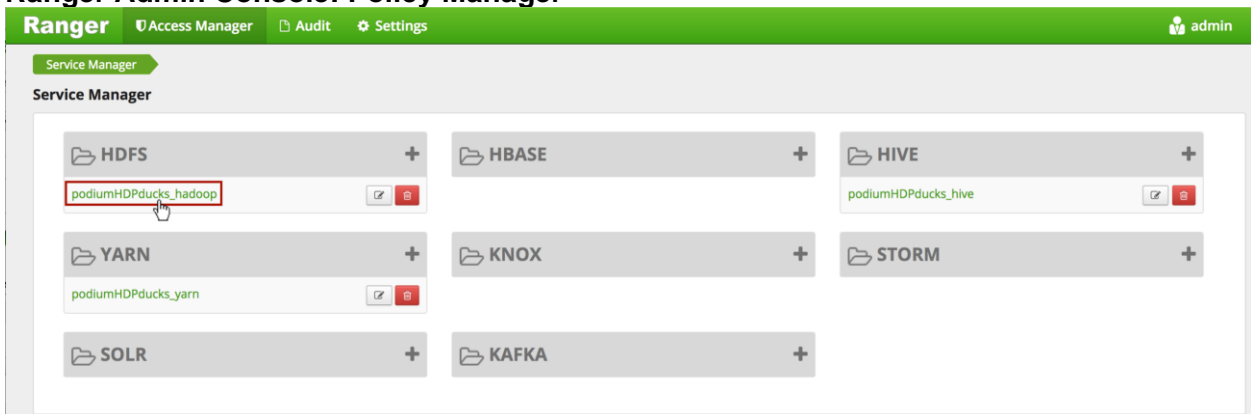 Ranger Admin Console: Policy Manager
Ranger Access Manager Audit Settings admin
Service Manager
Service Manager
HDFS + HBASE + HIVE +
podiumHDPducks_hadoop podiumHDPducks_hive
YARN + KNOX + STORM +
podiumHDPducks_yarn
SOLR + KAFKA +